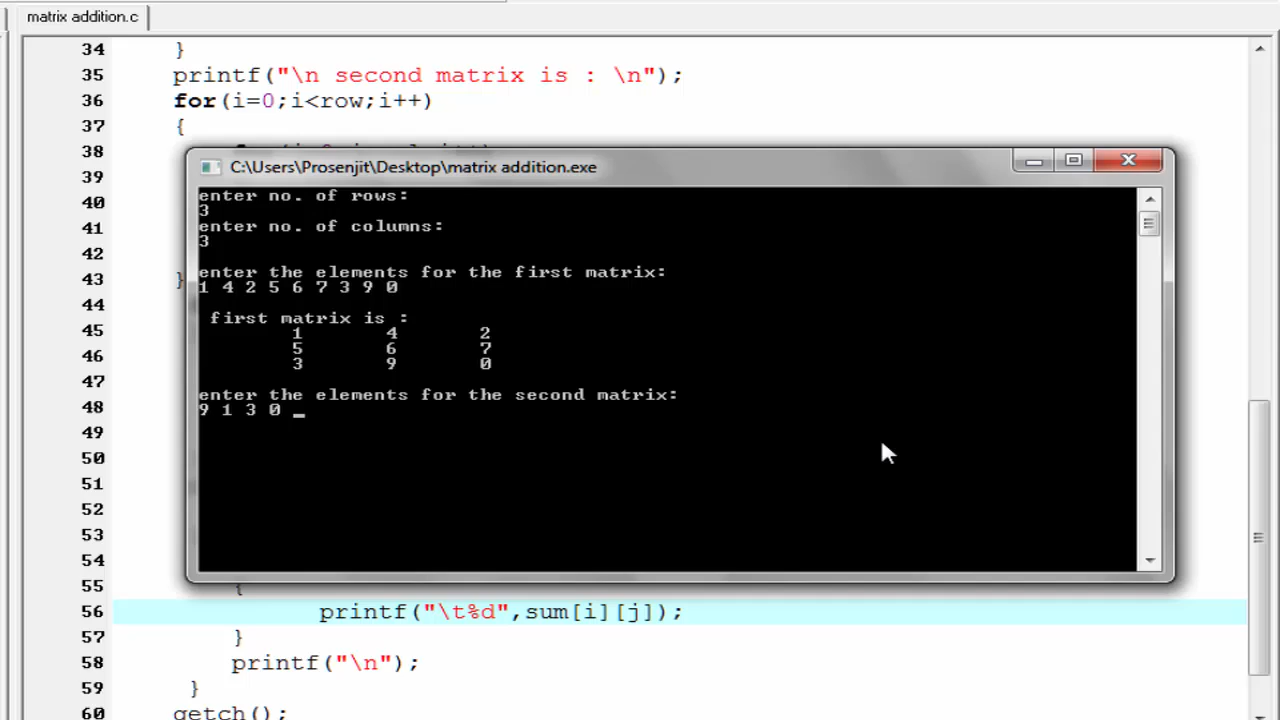 matrix addition.c
34 }
35 printf("\n second matrix is : \n");
36 for(i=0;i<row;i++)
37 {
38
C:\Users\Prosenjit\Desktop\matrix addition.exe
39
enter no. of rows:
40
3
41 enter no. of columns:
3
42
43 }
enter the elements for the first matrix:
1 4 2 5 6 7 3 9 0
44
first matrix is :
45
1 4 2
46
5 6 7
3 9 0
47
enter the elements for the second matrix:
48
9 1 3 0 _
49
50
51
52
53
54
55 {
56 printf("\t%d",sum[i][j]);
57 }
58 printf("\n");
59 }
60 getch();